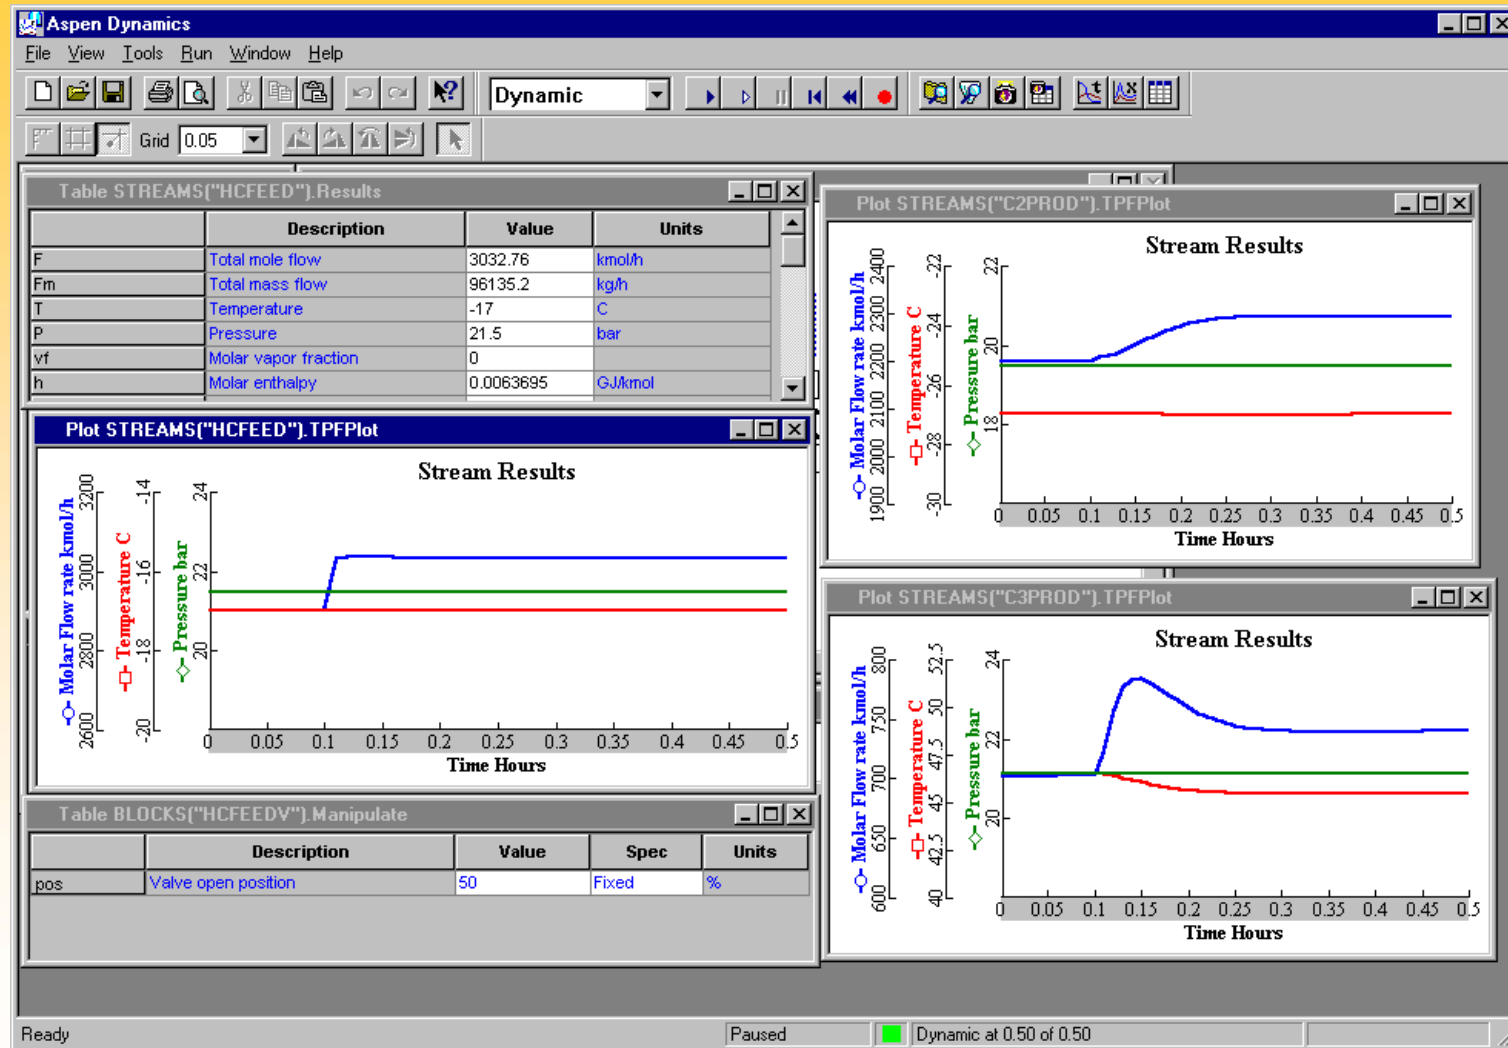 Aspen Dynamics
File View Tools Run Window Help
Dynamic
Grid 0.05
Table STREAMS("HCFEED").Results
Description Value Units
F Total mole flow 3032.76 kmol/h
Fm Total mass flow 96135.2 kg/h
T Temperature -17 C
P Pressure 21.5 bar
vf Molar vapor fraction 0
h Molar enthalpy 0.0063695 GJ/kmol
Plot STREAMS("HCFEED").TPFPlot
Stream Results
Molar Flow rate kmol/h
2600 2800 3000 3200
Temperature C
-20 -18 -16 -14
Pressure bar
20 22 24
0 0.05 0.1 0.15 0.2 0.25 0.3 0.35 0.4 0.45 0.5
Time Hours
Table BLOCKS("HCFEEDV").Manipulate
Description Value Spec Units
pos Valve open position 50 Fixed %
Plot STREAMS("C2PROD").TPFPlot
Stream Results
Molar Flow rate kmol/h
1900 2000 2100 2200 2300 2400
Temperature C
-30 -28 -26 -24 -22
Pressure bar
18 20 22
0 0.05 0.1 0.15 0.2 0.25 0.3 0.35 0.4 0.45 0.5
Time Hours
Plot STREAMS("C3PROD").TPFPlot
Stream Results
Molar Flow rate kmol/h
600 650 700 750 800
Temperature C
40 42.5 45 47.5 50 52.5
Pressure bar
20 22 24
0 0.05 0.1 0.15 0.2 0.25 0.3 0.35 0.4 0.45 0.5
Time Hours
Ready Paused Dynamic at 0.50 of 0.50